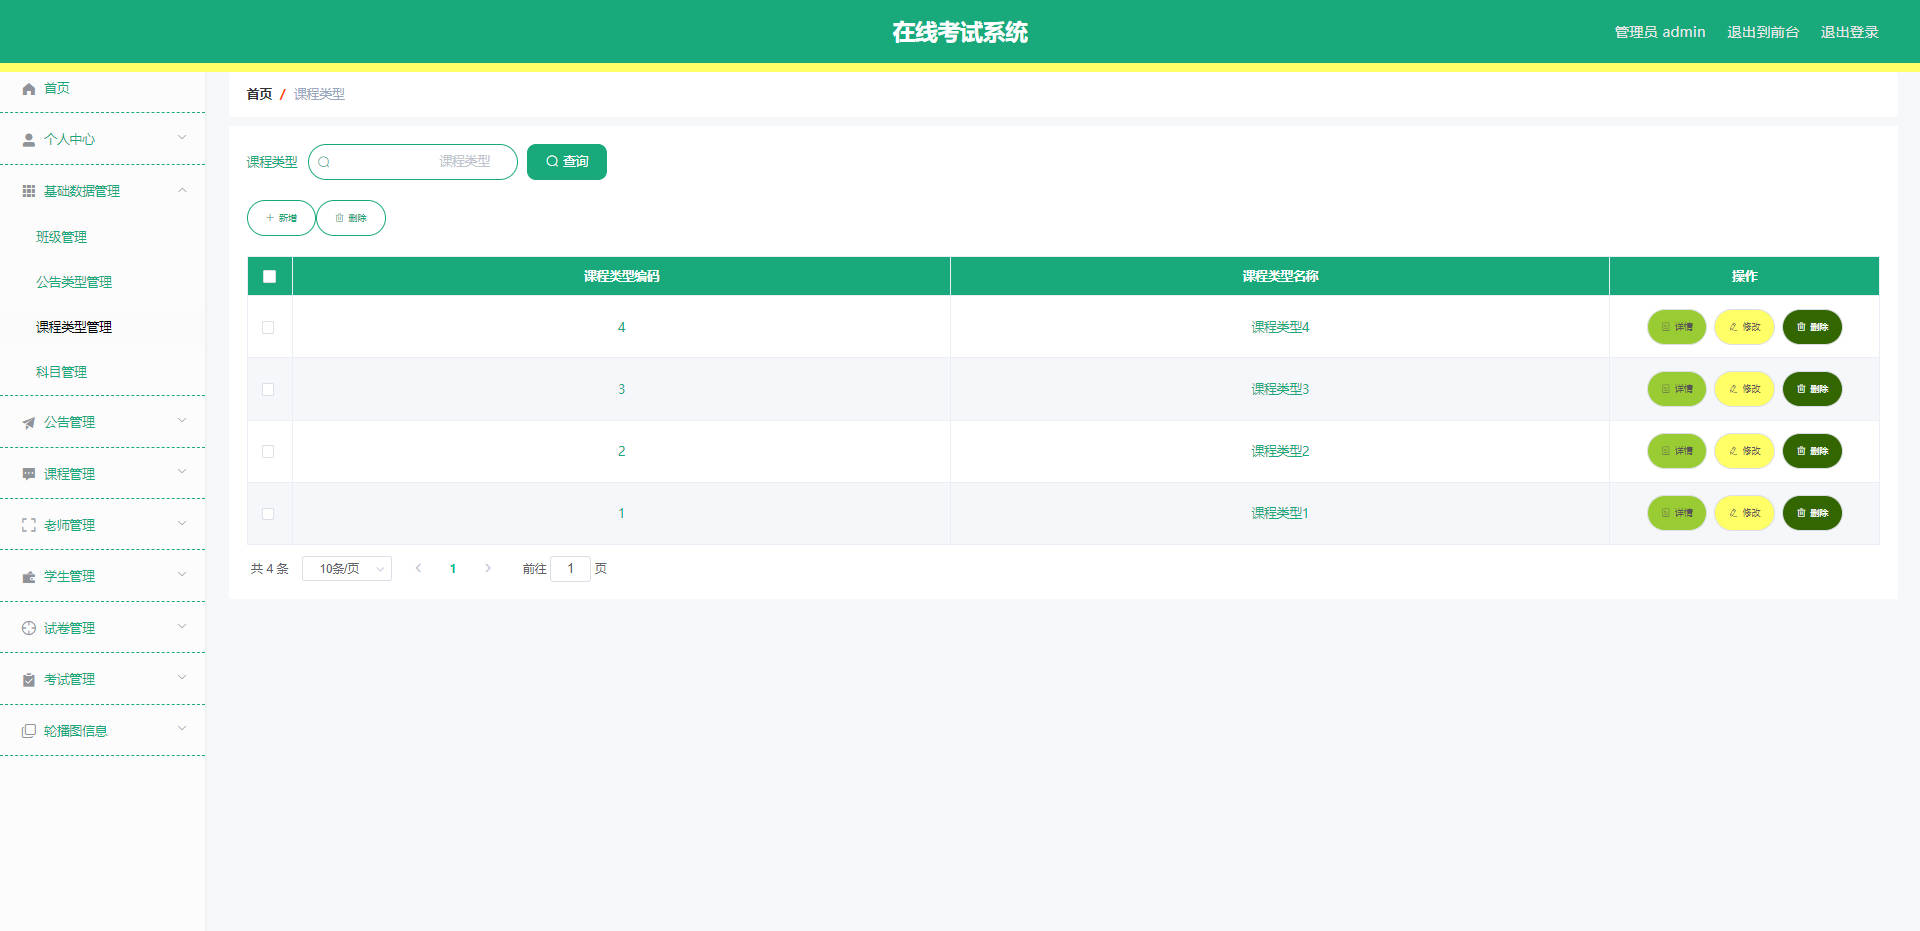 在线考试系统
管理员 admin 退出到前台 退出登录
首页
个人中心
基础数据管理
班级管理
公告类型管理
课程类型管理
科目管理
公告管理
课程管理
老师管理
学生管理
试卷管理
考试管理
轮播图信息
首页 / 课程类型
课程类型 课程类型 查询
新增 删除
课程类型编码 课程类型名称 操作
4 课程类型4 详情 修改 删除
3 课程类型3 详情 修改 删除
2 课程类型2 详情 修改 删除
1 课程类型1 详情 修改 删除
共 4 条 10条/页 1 前往 1 页